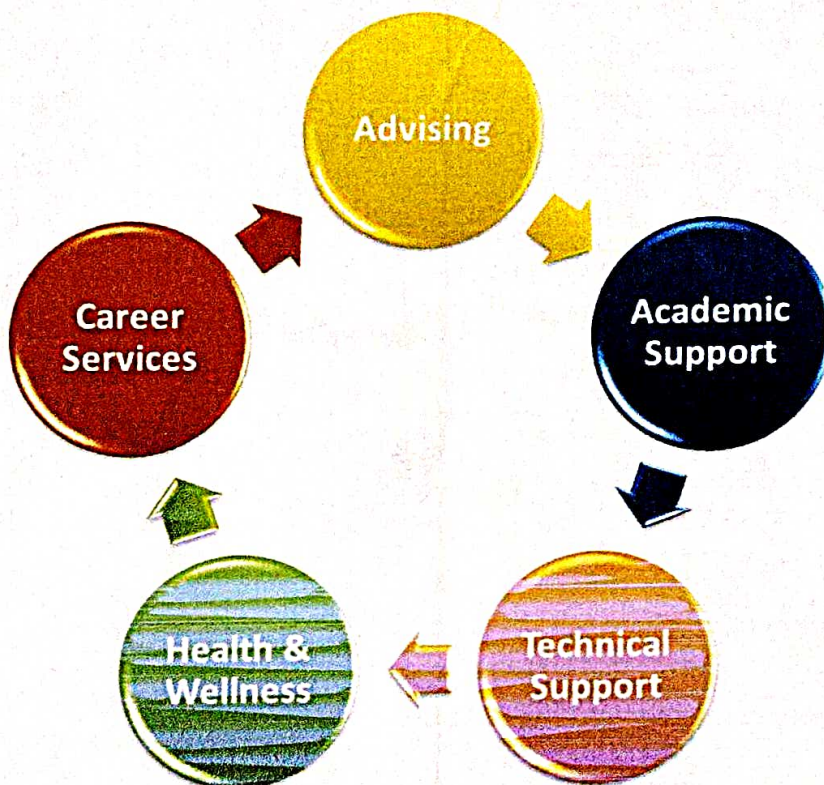 Advising
Academic
Support
Technical
Support
Health &
Wellness
Career
Services